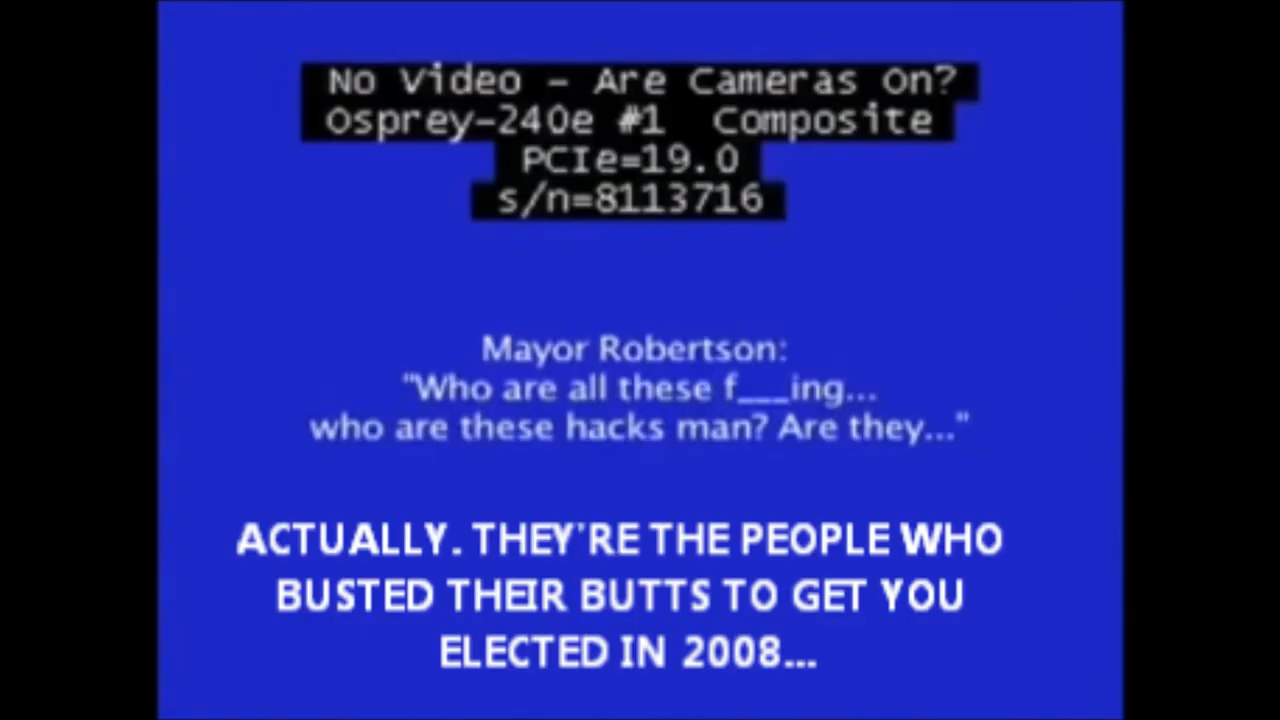 No Video - Are Cameras On?
Osprey-240e #1 Composite
PCIe=19.0
s/n=8113716
Mayor Robertson:
"Who are all these f___ing...
who are these hacks man? Are they..."
ACTUALLY. THEY'RE THE PEOPLE WHO
BUSTED THEIR BUTTS TO GET YOU
ELECTED IN 2008...